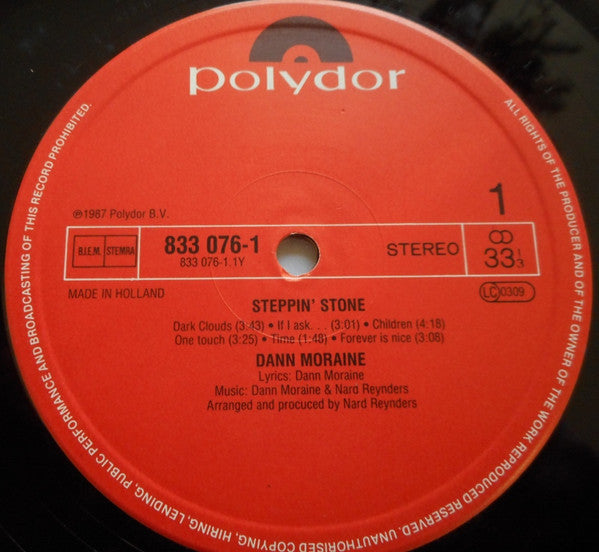 polydor
1
℗1987 Polydor B.V.
B.I.E.M. STEMRA
833 076-1
833 076-1.1Y
STEREO
33 1/3
MADE IN HOLLAND
LC 0309
STEPPIN' STONE
Dark Clouds (3:43) • If I ask. . . (3:01) • Children (4:18)
One touch (3:25) • Time (1:48) • Forever is nice (3:08)
DANN MORAINE
Lyrics: Dann Moraine
Music: Dann Moraine & Nard Reynders
Arranged and procuced by Nard Reynders
ALL RIGHTS OF THE PRODUCER AND OF THE OWNER OF THE WORK REPRODUCED RESERVED. UNAUTHORISED COPYING, HIRING, LENDING, PUBLIC PERFORMANCE AND BROADCASTING OF THIS RECORD PROHIBITED.